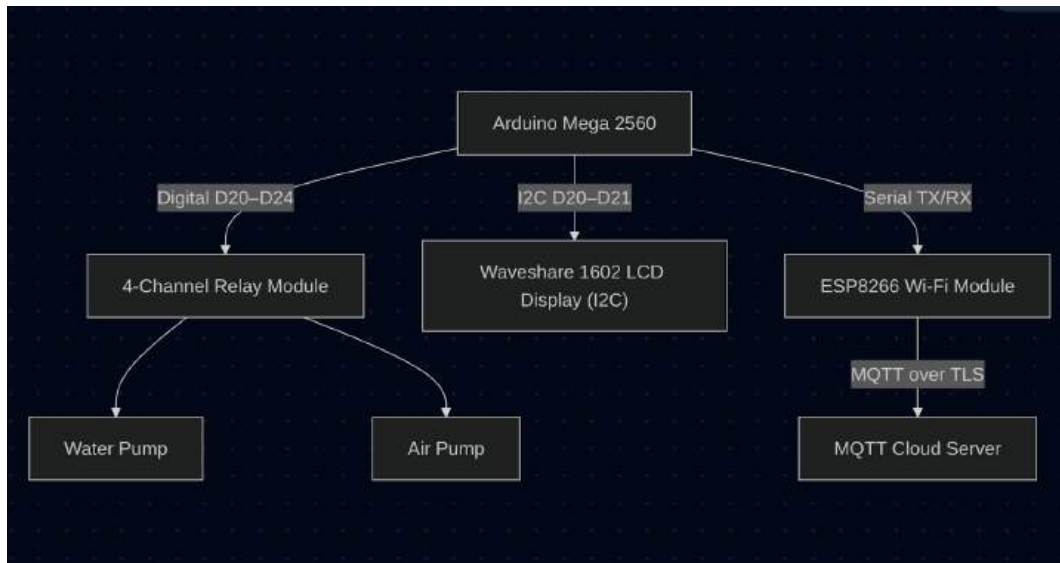 Arduino Mega 2560
Digital D20–D24
I2C D20–D21
Serial TX/RX
4-Channel Relay Module
Waveshare 1602 LCD
Display (I2C)
ESP8266 Wi-Fi Module
MQTT over TLS
Water Pump
Air Pump
MQTT Cloud Server